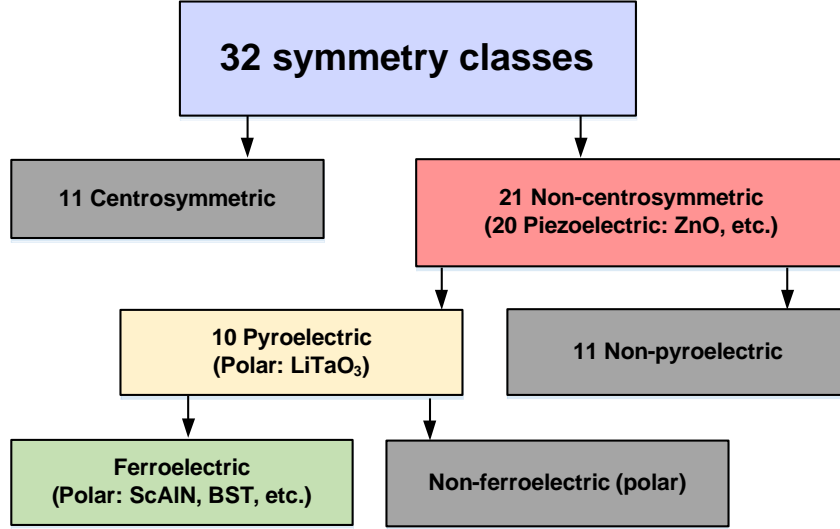 32 symmetry classes
11 Centrosymmetric
21 Non-centrosymmetric
(20 Piezoelectric: ZnO, etc.)
10 Pyroelectric
(Polar: LiTaO₃)
11 Non-pyroelectric
Ferroelectric
(Polar: ScAlN, BST, etc.)
Non-ferroelectric (polar)